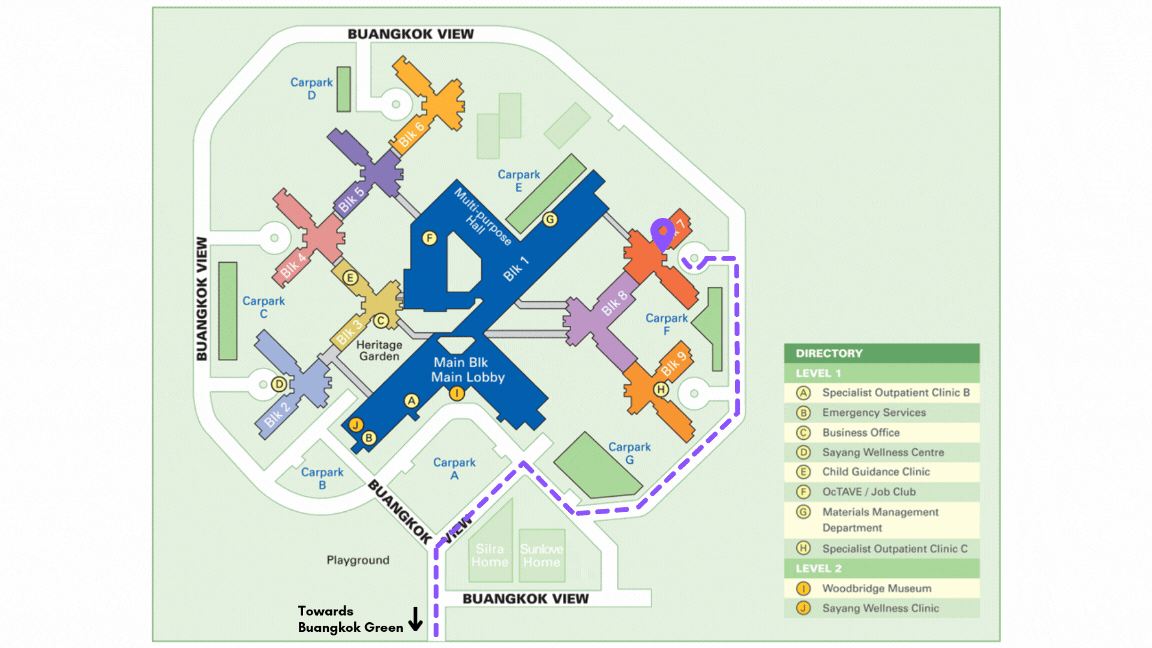 BUANGKOK VIEW
Carpark
D
Blk 6
Blk 5
Carpark
E
Multi-purpose
Hall
G
F
7
Blk 4
Blk 1
E
BUANGKOK VIEW
Carpark
C
Blk 8
C
Blk 3
Carpark
F
Heritage
Garden
Main Blk
Main Lobby
Blk 9
D
A
I
H
Blk 2
J
B
Carpark
G
Carpark
B
Carpark
A
BUANGKOK
VIEW
Silra
Home
Sunlove
Home
Playground
BUANGKOK VIEW
Towards
Buangkok Green
DIRECTORY
LEVEL 1
A Specialist Outpatient Clinic B
B Emergency Services
C Business Office
D Sayang Wellness Centre
E Child Guidance Clinic
F OcTAVE / Job Club
G Materials Management
Department
H Specialist Outpatient Clinic C
LEVEL 2
I Woodbridge Museum
J Sayang Wellness Clinic